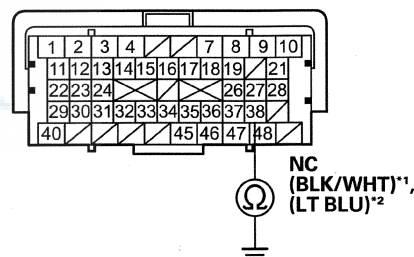 1 2 3 4 7 8 9 10
11 12 13 14 15 16 17 18 19 21
22 23 24 26 27 28
29 30 31 32 33 34 35 36 37 38
40 45 46 47 48
NC
(BLK/WHT)*1,
(LT BLU)*2
Ω